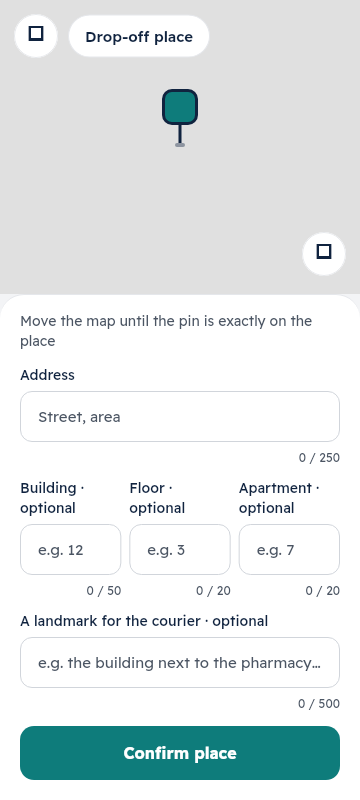 Drop-off place
Move the map until the pin is exactly on the
place
Address
Street, area
0 / 250
Building · optional
Floor · optional
Apartment · optional
e.g. 12
e.g. 3
e.g. 7
0 / 50
0 / 20
0 / 20
A landmark for the courier · optional
e.g. the building next to the pharmacy…
0 / 500
Confirm place